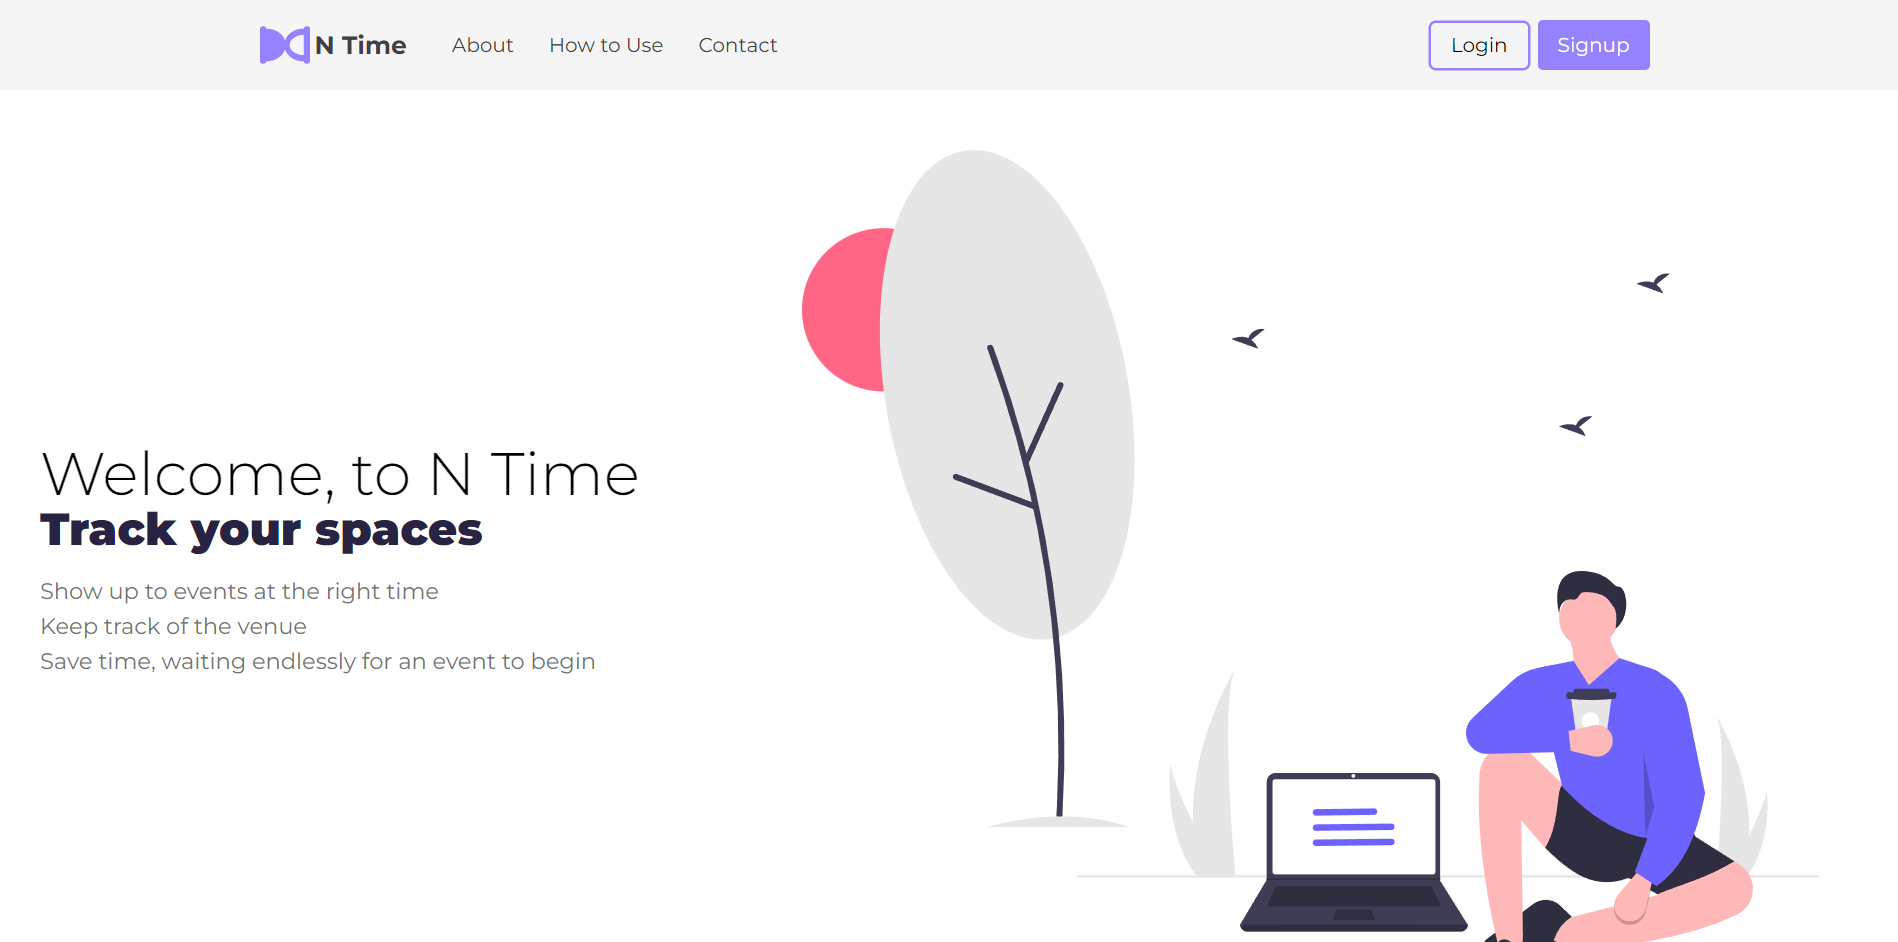 N Time
About
How to Use
Contact
Login
Signup
Welcome, to N Time
Track your spaces
Show up to events at the right time
Keep track of the venue
Save time, waiting endlessly for an event to begin